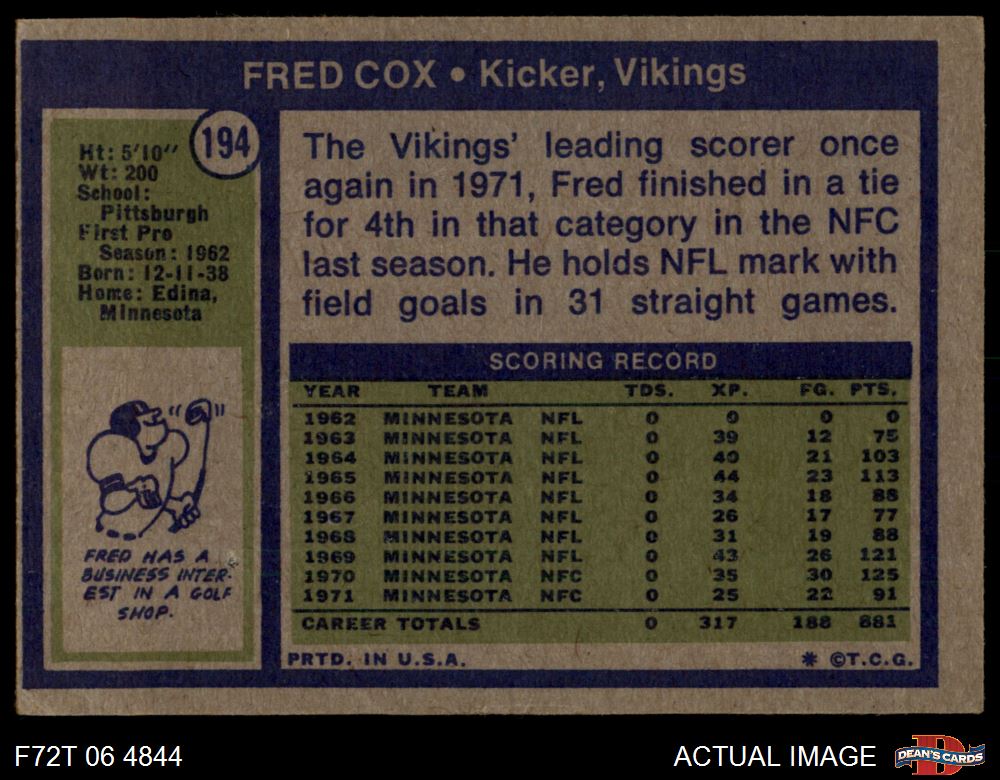 FRED COX • Kicker, Vikings
194
Ht: 5'10"
Wt: 200
School:
Pittsburgh
First Pro
Season: 1962
Born: 12-11-38
Home: Edina,
Minnesota
The Vikings' leading scorer once
again in 1971, Fred finished in a tie
for 4th in that category in the NFC
last season. He holds NFL mark with
field goals in 31 straight games.
FRED HAS A
BUSINESS INTER-
EST IN A GOLF
SHOP.
SCORING RECORD
YEAR TEAM TDS. XP. FG. PTS.
1962 MINNESOTA NFL 0 0 0 0
1963 MINNESOTA NFL 0 39 12 75
1964 MINNESOTA NFL 0 40 21 103
1965 MINNESOTA NFL 0 44 23 113
1966 MINNESOTA NFL 0 34 18 88
1967 MINNESOTA NFL 0 26 17 77
1968 MINNESOTA NFL 0 31 19 88
1969 MINNESOTA NFL 0 43 26 121
1970 MINNESOTA NFC 0 35 30 125
1971 MINNESOTA NFC 0 25 22 91
CAREER TOTALS 0 317 188 881
PRTD. IN U.S.A. * ©T.C.G.
F72T 06 4844
ACTUAL IMAGE
D
DEAN'S CARDS